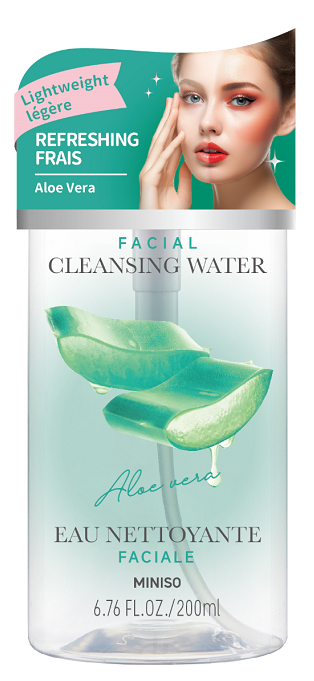 Lightweight
légère
REFRESHING
FRAIS
Aloe Vera
FACIAL
CLEANSING WATER
Aloe vera
EAU NETTOYANTE
FACIALE
MINISO
6.76 FL.OZ./200ml